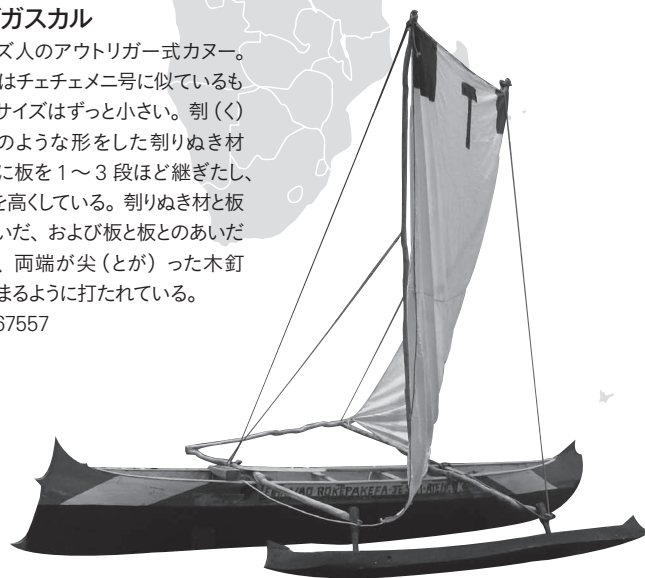 ガスカル
ズ人のアウトリガー式カヌー。
はチェチェメニ号に似ているも
サイズはずっと小さい。刳（く）
のような形をした刳りぬき材
に板を1〜3段ほど継ぎたし、
を高くしている。刳りぬき材と板
いだ、および板と板とのあいだ
、両端が尖（とが）った木釘
まるように打たれている。
67557
T